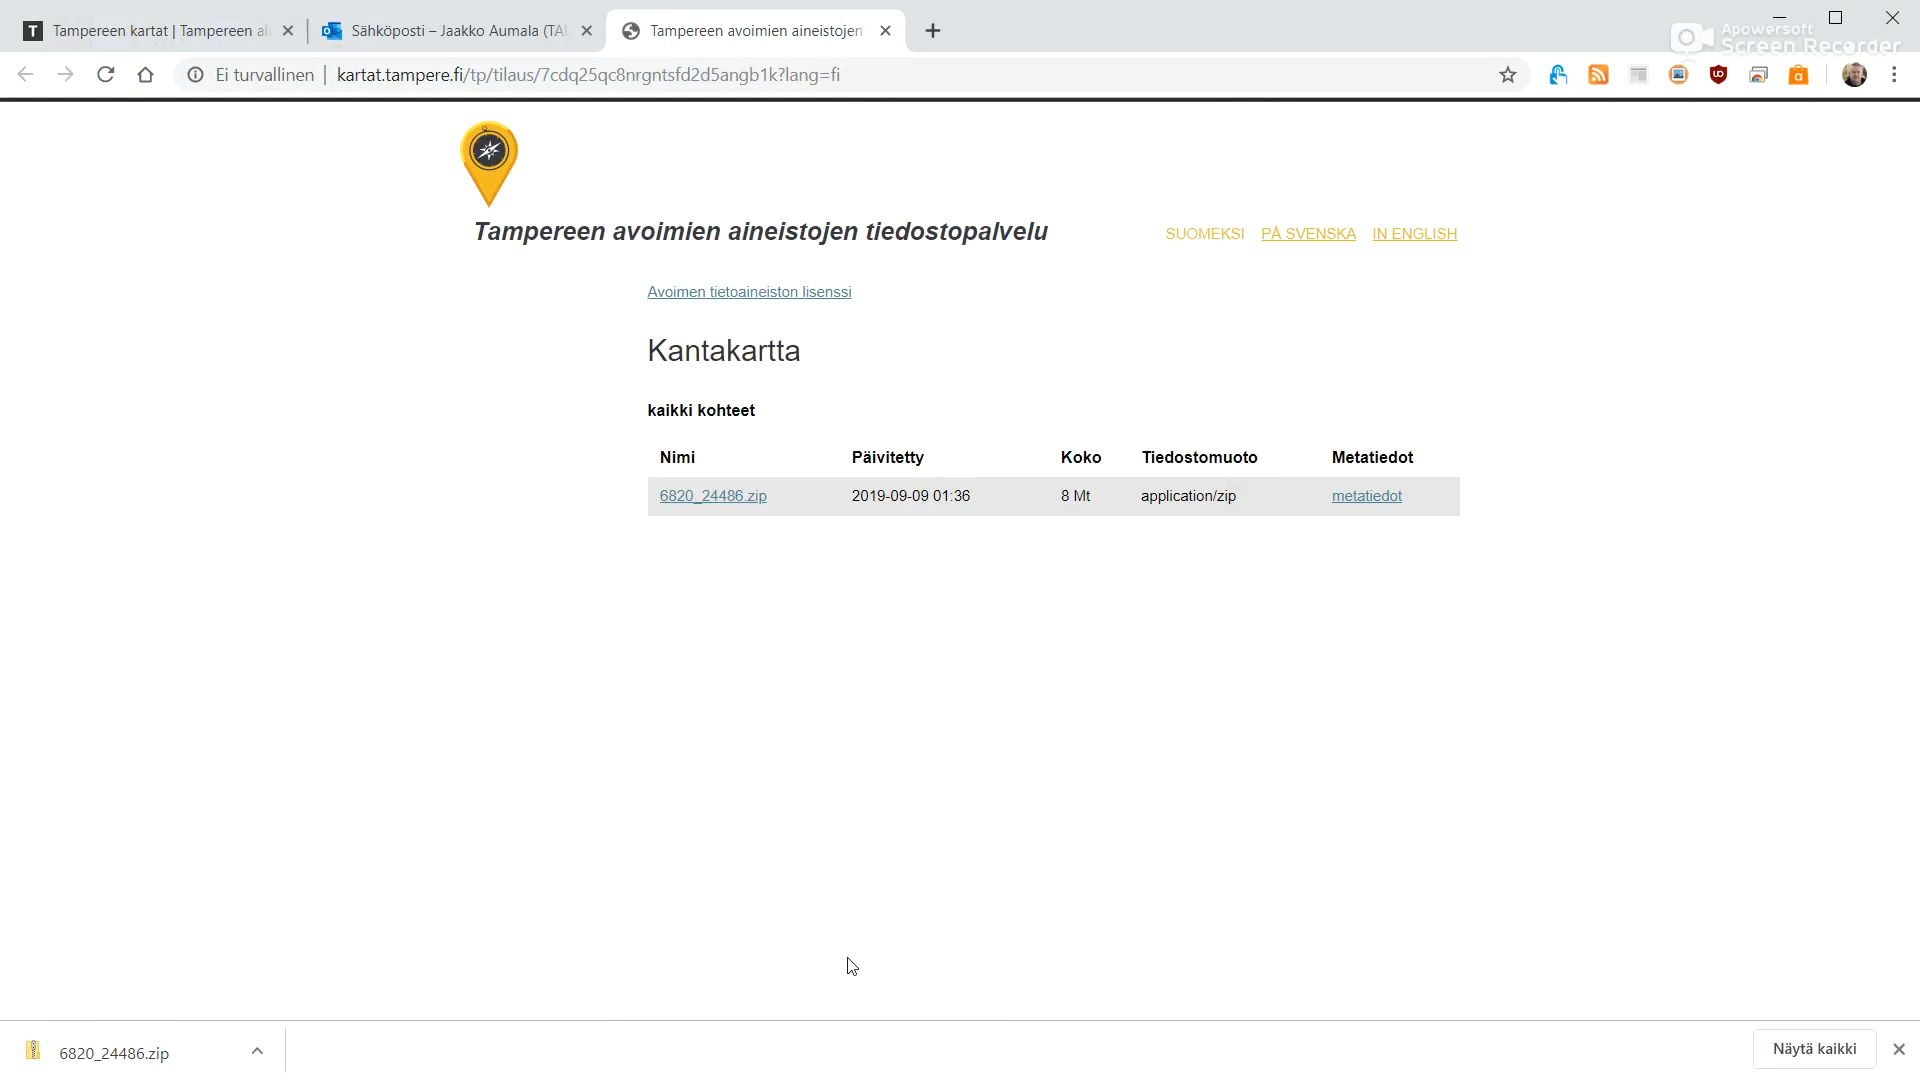 Tampereen kartat | Tampereen al
Sähköposti – Jaakko Aumala (TAU
Tampereen avoimien aineistojen
Apowersoft
Screen Recorder
Ei turvallinen | kartat.tampere.fi/tp/tilaus/7cdq25qc8nrgntsfd2d5angb1k?lang=fi
Tampereen avoimien aineistojen tiedostopalvelu
SUOMEKSI PÅ SVENSKA IN ENGLISH
Avoimen tietoaineiston lisenssi
Kantakartta
kaikki kohteet
Nimi Päivitetty Koko Tiedostomuoto Metatiedot
6820_24486.zip 2019-09-09 01:36 8 Mt application/zip metatiedot
6820_24486.zip
Näytä kaikki